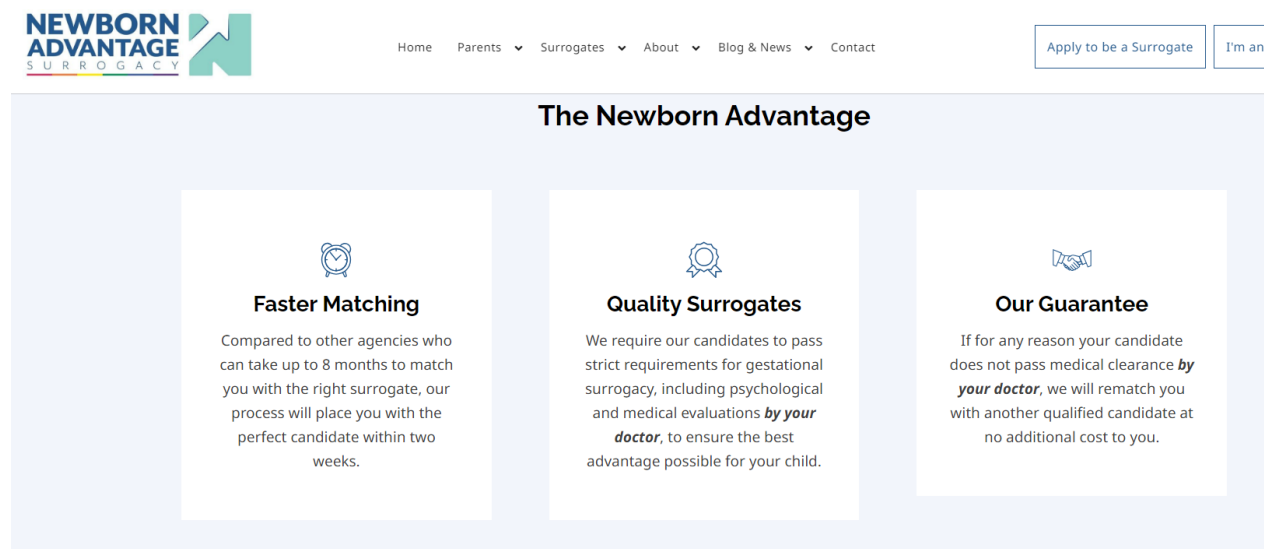 NEWBORN
ADVANTAGE
SURROGACY
Home Parents Surrogates About Blog & News Contact
Apply to be a Surrogate
I'm an
The Newborn Advantage
Faster Matching
Compared to other agencies who
can take up to 8 months to match
you with the right surrogate, our
process will place you with the
perfect candidate within two
weeks.
Quality Surrogates
We require our candidates to pass
strict requirements for gestational
surrogacy, including psychological
and medical evaluations by your
doctor, to ensure the best
advantage possible for your child.
Our Guarantee
If for any reason your candidate
does not pass medical clearance by
your doctor, we will rematch you
with another qualified candidate at
no additional cost to you.